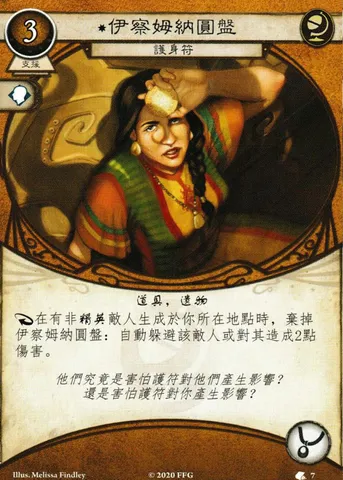 3
*伊察姆納圓盤
支援
護身符
道具，遺物
在有非精英敵人生成於你所在地點時，棄掉
伊察姆納圓盤：自動躲避該敵人或對其造成2點
傷害。
他們究竟是害怕護符對他們產生影響？
還是害怕護符對你產生影響？
Illus. Melissa Findley
© 2020 FFG
7